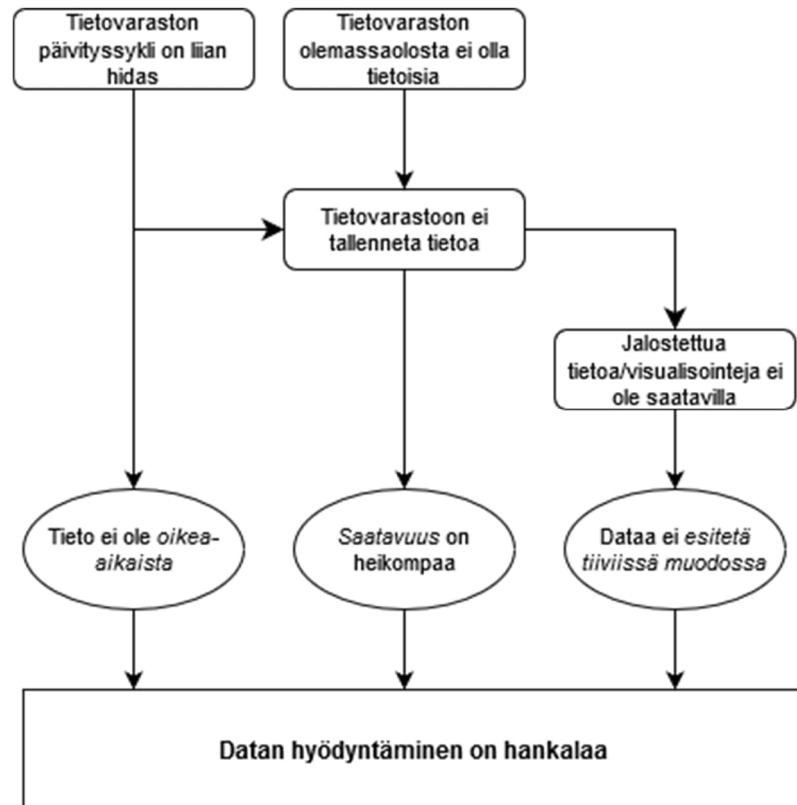 Tietovaraston
päivityssykli on liian
hidas
Tietovaraston
olemassaolosta ei olla
tietoisia
Tietovarastoon ei
tallenneta tietoa
Jalostettua
tietoa/visualisointeja ei
ole saatavilla
Tieto ei ole oikea-
aikaista
Saatavuus on
heikompaa
Dataa ei esitetä
tiiviissä muodossa
Datan hyödyntäminen on hankalaa